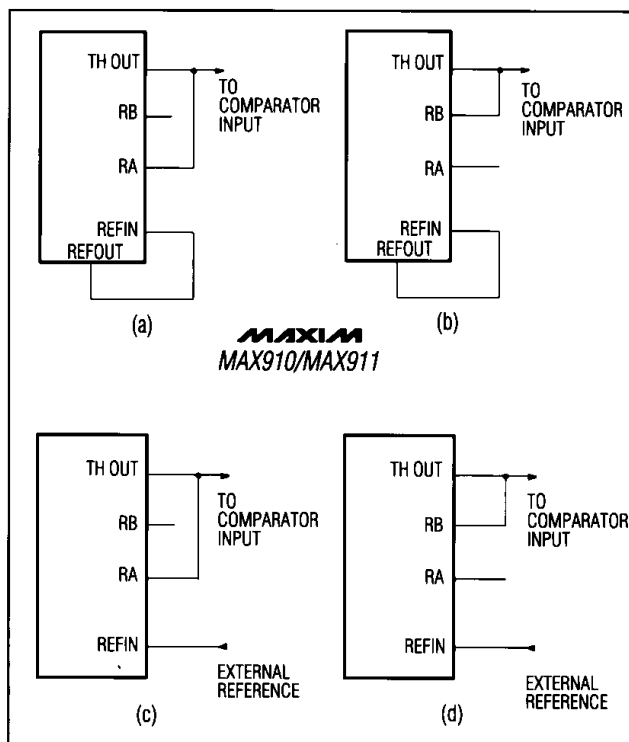 TH OUT
RB
RA
REFIN
REFOUT
TO
COMPARATOR
INPUT
(a)
TH OUT
RB
RA
REFIN
REFOUT
TO
COMPARATOR
INPUT
(b)
MAXIM
MAX910/MAX911
TH OUT
RB
RA
REFIN
TO
COMPARATOR
INPUT
EXTERNAL
REFERENCE
(c)
TH OUT
RB
RA
REFIN
TO
COMPARATOR
INPUT
EXTERNAL
REFERENCE
(d)